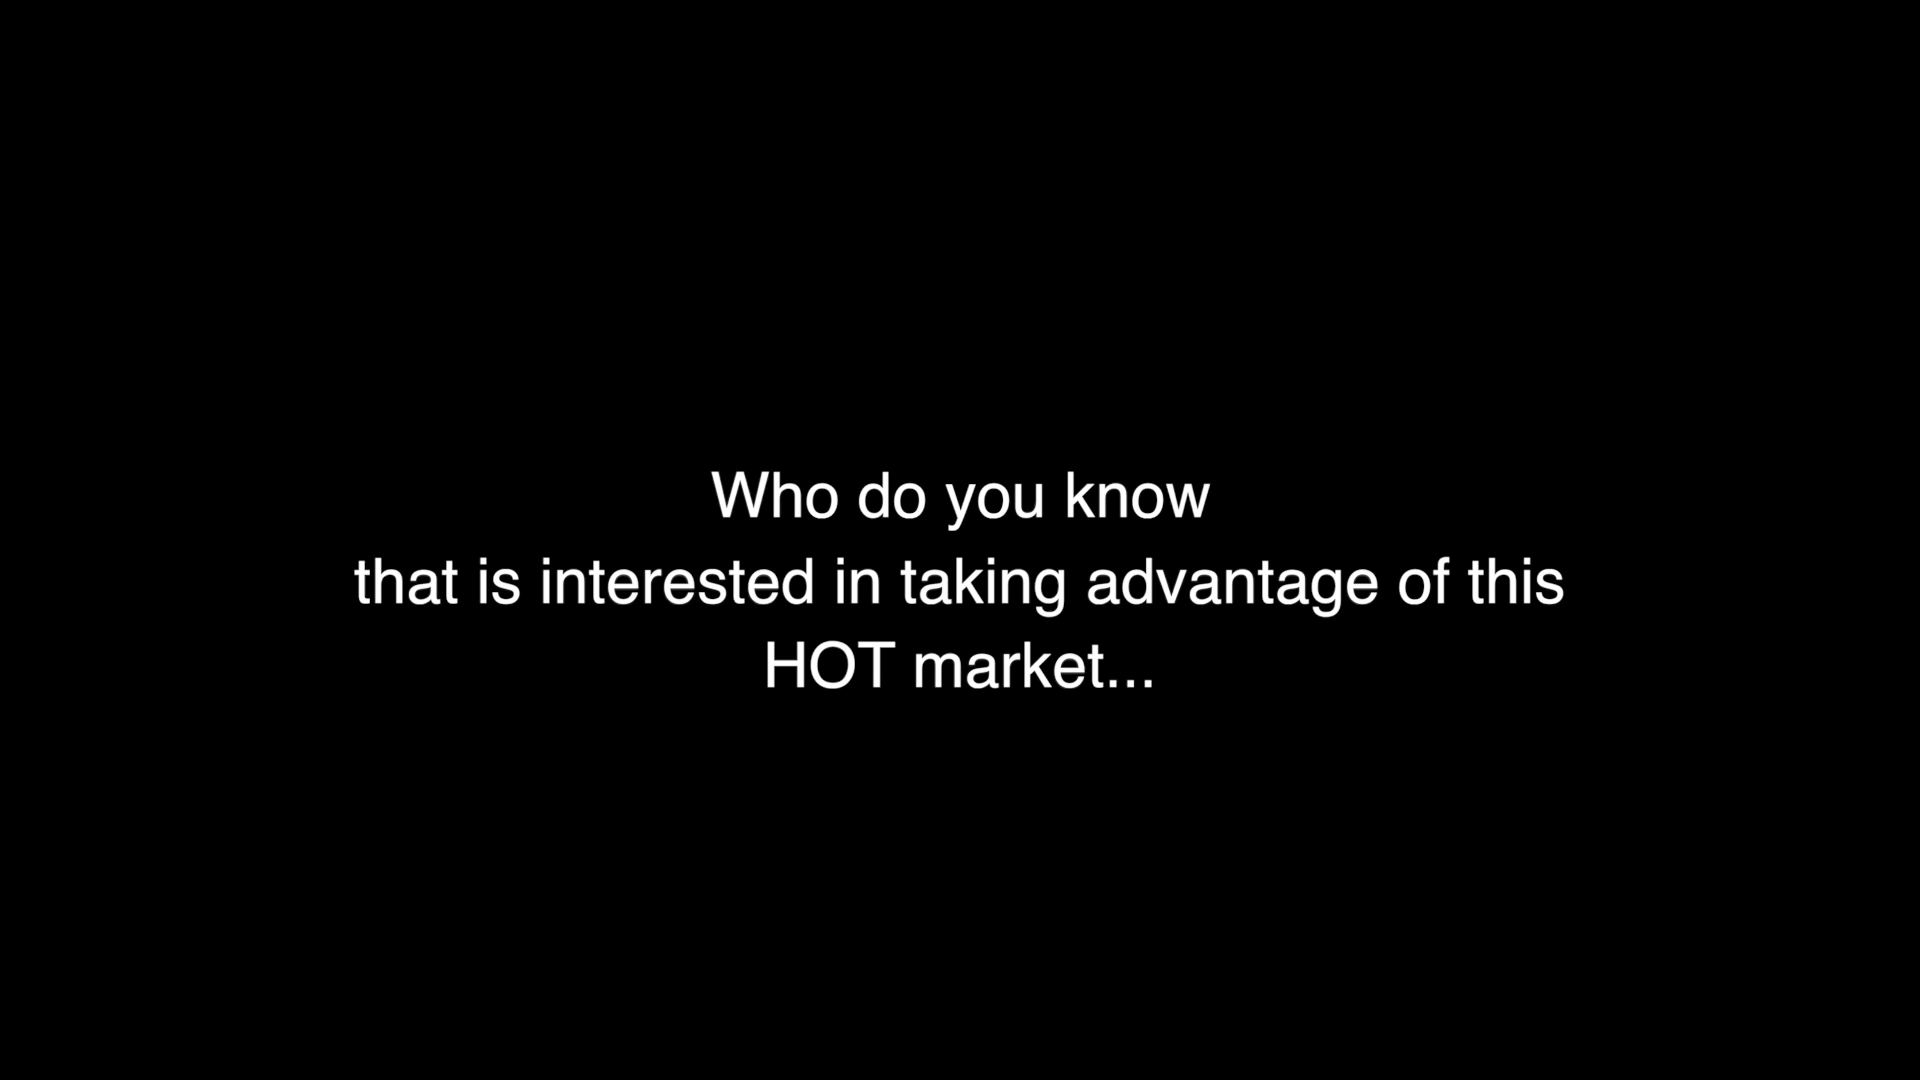 Who do you know
that is interested in taking advantage of this
HOT market...